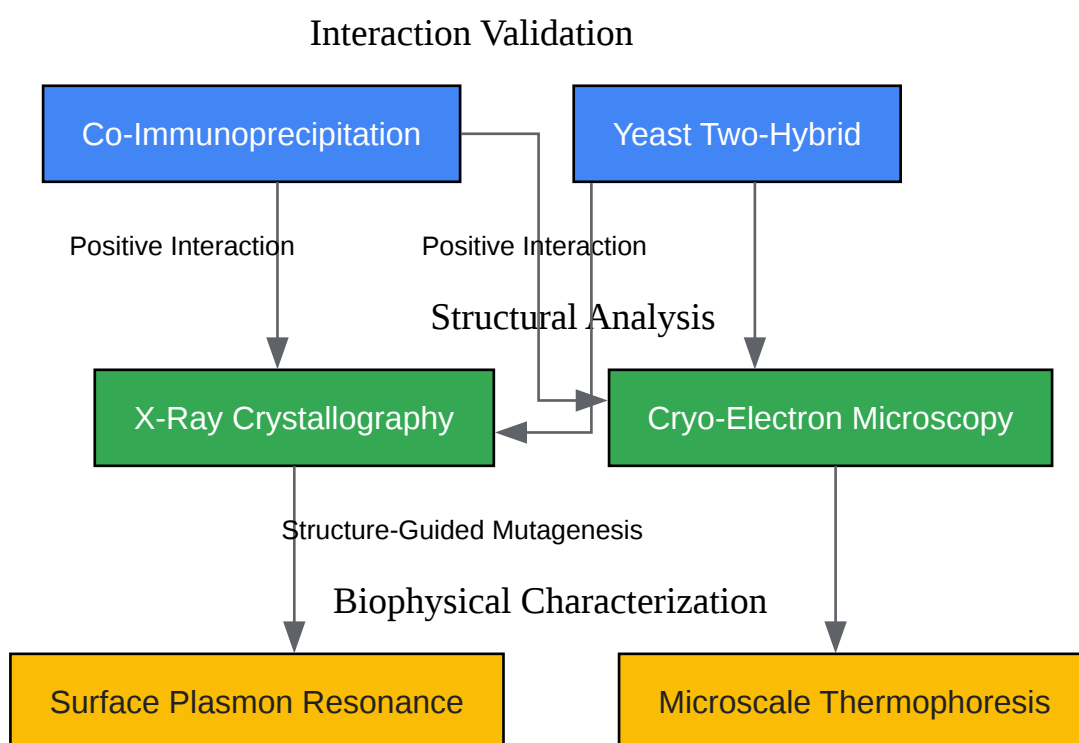 Interaction Validation
Co-Immunoprecipitation
Yeast Two-Hybrid
Positive Interaction
Positive Interaction
Structural Analysis
X-Ray Crystallography
Cryo-Electron Microscopy
Structure-Guided Mutagenesis
Biophysical Characterization
Surface Plasmon Resonance
Microscale Thermophoresis